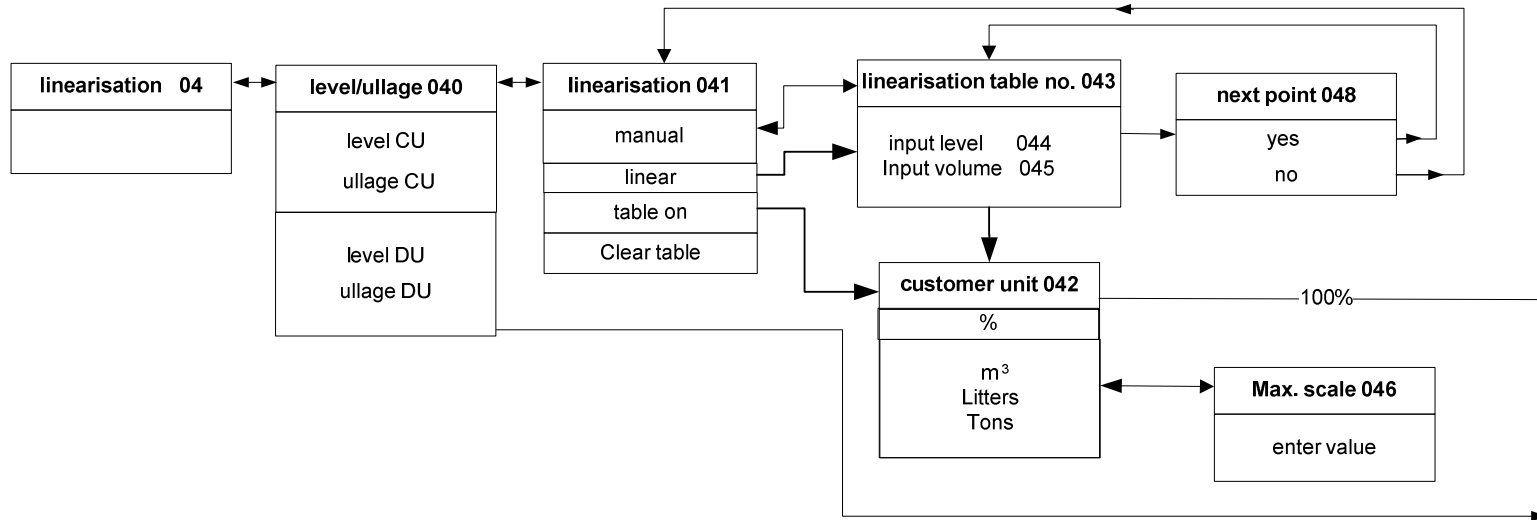 linearisation 04
level/ullage 040
level CU
ullage CU
level DU
ullage DU
linearisation 041
manual
linear
table on
Clear table
linearisation table no. 043
input level 044
Input volume 045
next point 048
yes
no
customer unit 042
%
m³
Litters
Tons
100%
Max. scale 046
enter value